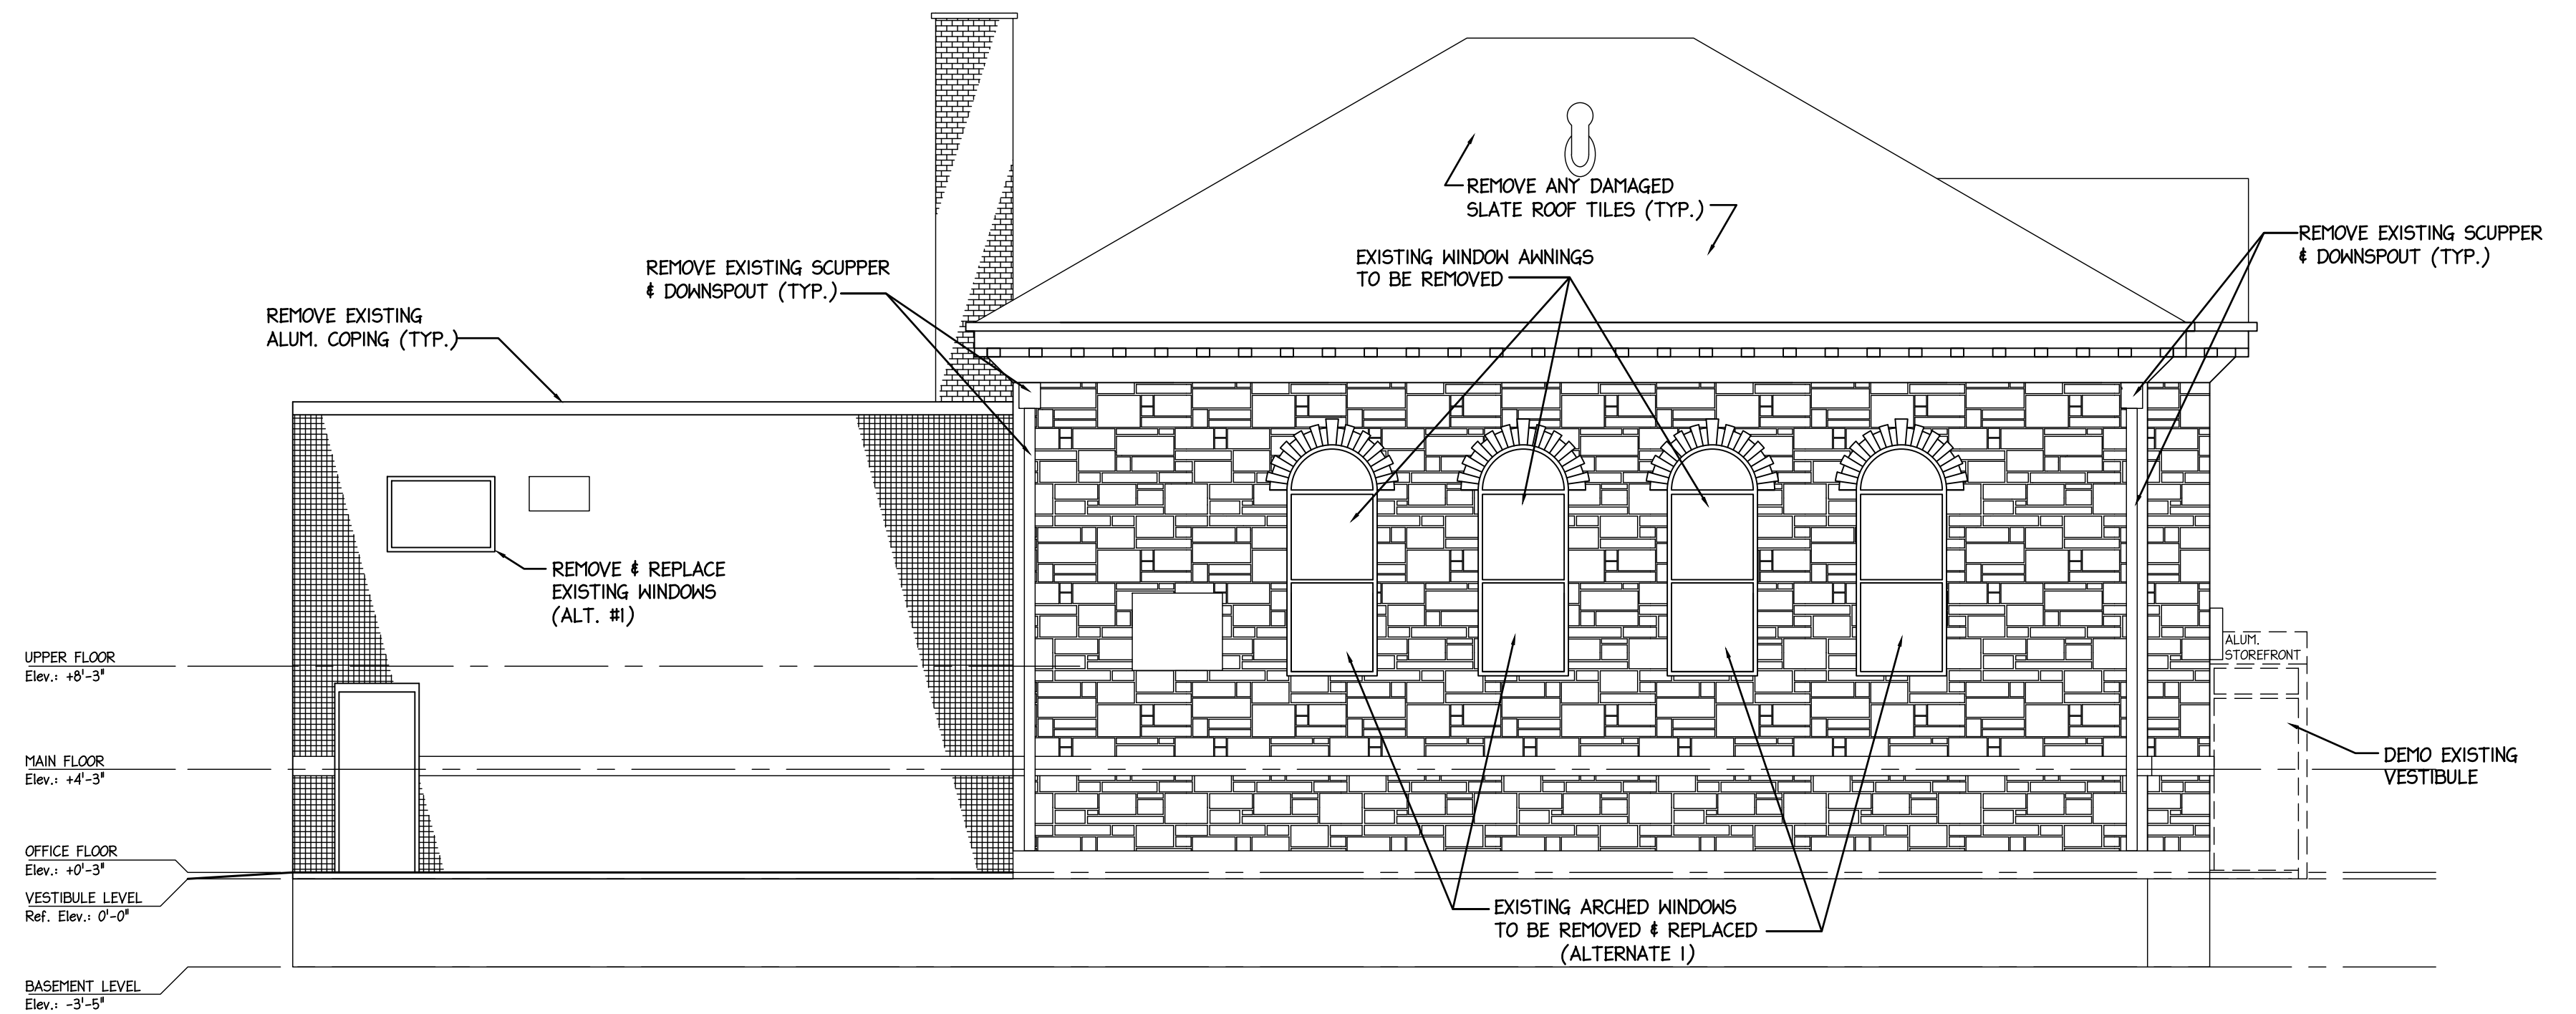 REMOVE ANY DAMAGED
SLATE ROOF TILES (TYP.)
EXISTING WINDOW AWNINGS
TO BE REMOVED
REMOVE EXISTING SCUPPER
& DOWNSPOUT (TYP.)
REMOVE EXISTING SCUPPER
& DOWNSPOUT (TYP.)
REMOVE EXISTING
ALUM. COPING (TYP.)
REMOVE & REPLACE
EXISTING WINDOWS
(ALT. #1)
UPPER FLOOR
Elev.: +8'-3"
MAIN FLOOR
Elev.: +4'-3"
OFFICE FLOOR
Elev.: +0'-3"
VESTIBULE LEVEL
Ref. Elev.: 0'-0"
BASEMENT LEVEL
Elev.: -3'-5"
ALUM.
STOREFRONT
DEMO EXISTING
VESTIBULE
EXISTING ARCHED WINDOWS
TO BE REMOVED & REPLACED
(ALTERNATE 1)